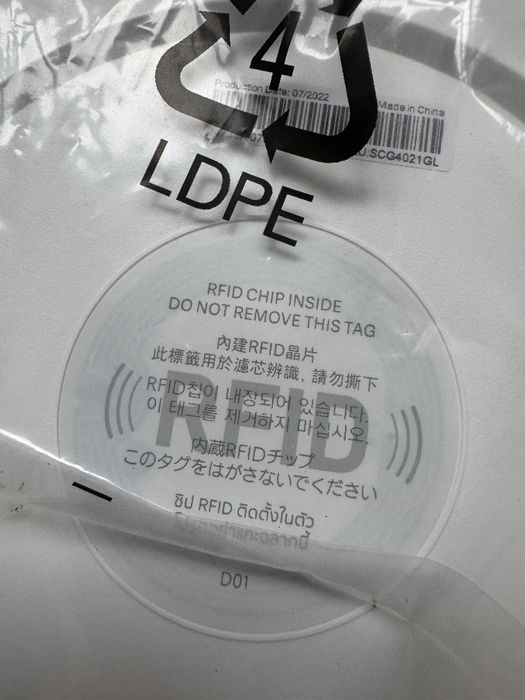 4
LDPE
Production Date: 07/2022
Made in China
SCG4021GL
RFID CHIP INSIDE
DO NOT REMOVE THIS TAG
內建RFID晶片
此標籤用於濾芯辨識, 請勿撕下
RFID칩이 내장되어 있습니다.
이 태그를 제거하지 마십시오.
RFID
内蔵RFIDチップ
このタグをはがさないでください
ชิป RFID ติดตั้งในตัว
D01